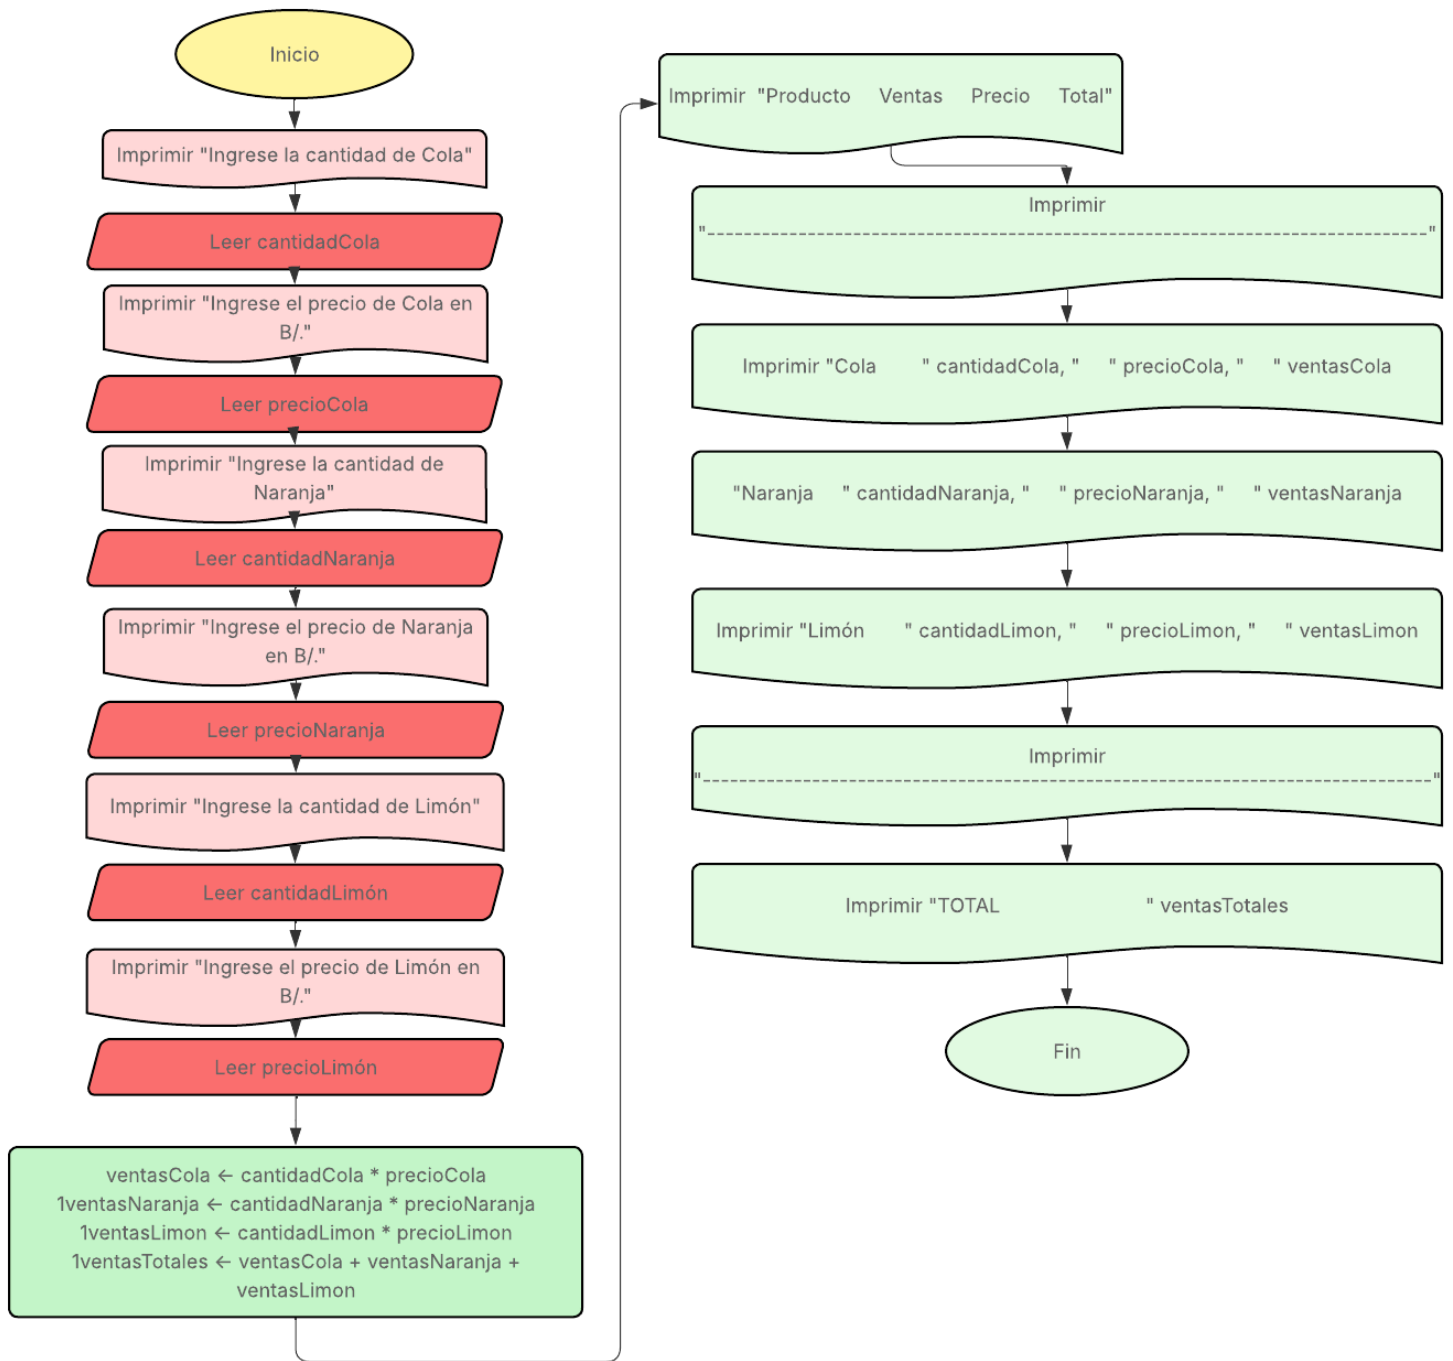 Inicio
Imprimir "Ingrese la cantidad de Cola"
Leer cantidadCola
Imprimir "Ingrese el precio de Cola en
B/."
Leer precioCola
Imprimir "Ingrese la cantidad de
Naranja"
Leer cantidadNaranja
Imprimir "Ingrese el precio de Naranja
en B/."
Leer precioNaranja
Imprimir "Ingrese la cantidad de Limón"
Leer cantidadLimón
Imprimir "Ingrese el precio de Limón en
B/."
Leer precioLimón
ventasCola ← cantidadCola * precioCola
1ventasNaranja ← cantidadNaranja * precioNaranja
1ventasLimon ← cantidadLimon * precioLimon
1ventasTotales ← ventasCola + ventasNaranja +
ventasLimon
Imprimir "Producto Ventas Precio Total"
Imprimir
"------------------------------------------------------------------------"
Imprimir "Cola " cantidadCola, " " precioCola, " " ventasCola
"Naranja " cantidadNaranja, " " precioNaranja, " " ventasNaranja
Imprimir "Limón " cantidadLimon, " " precioLimon, " " ventasLimon
Imprimir
"-------------------------------------------------------------------------"
Imprimir "TOTAL " ventasTotales
Fin